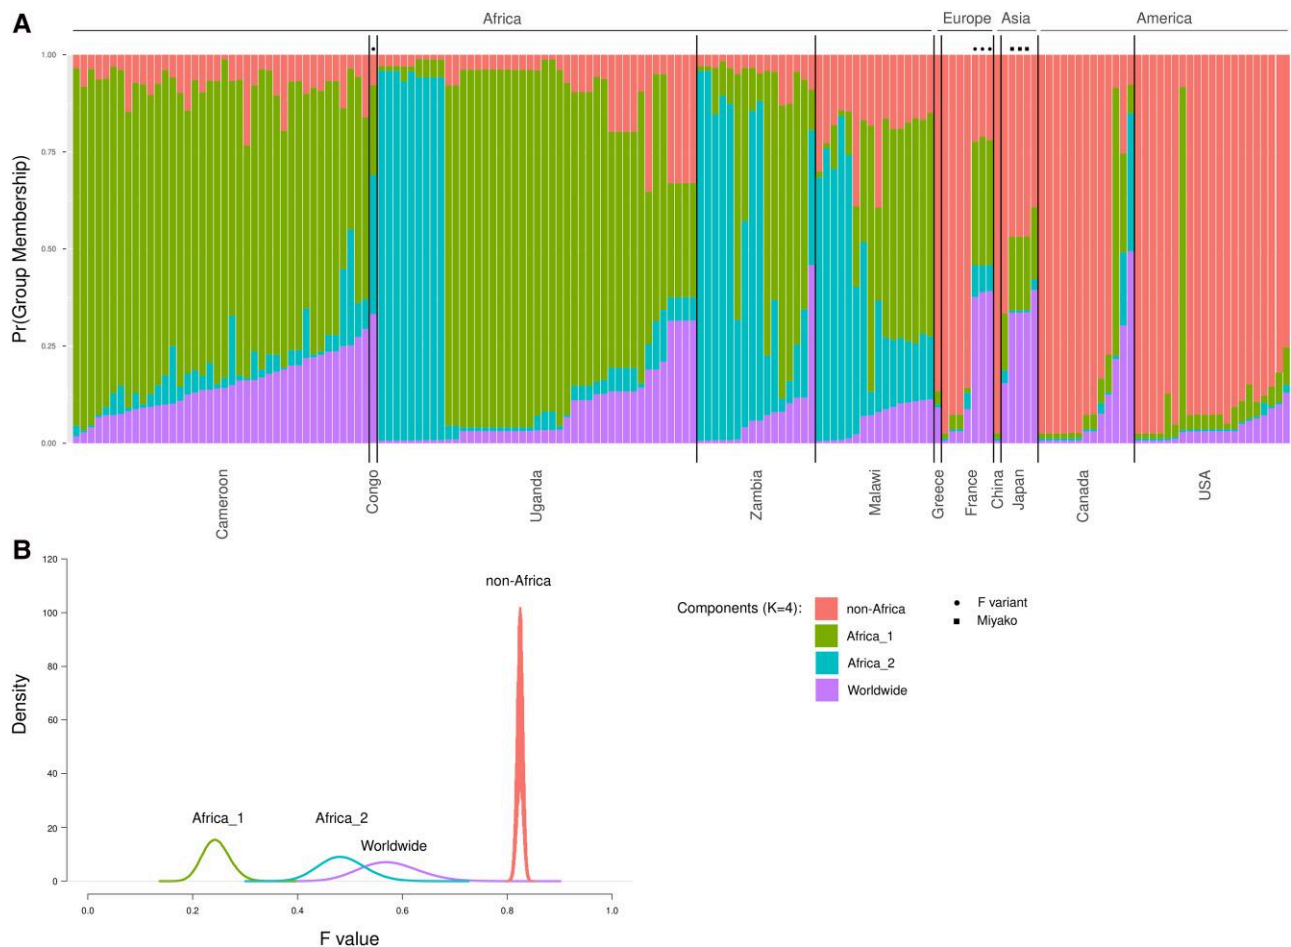 A
Africa
Europe
Asia
America
Pr(Group Membership)
1.00
0.75
0.50
0.25
0.00
Cameroon
Congo
Uganda
Zambia
Malawi
Greece
France
China
Japan
Canada
USA
B
Density
120
100
80
60
40
20
0
non-Africa
Africa_1
Africa_2
Worldwide
0.0
0.2
0.4
0.6
0.8
1.0
F value
Components (K=4):
non-Africa
Africa_1
Africa_2
Worldwide
F variant
Miyako